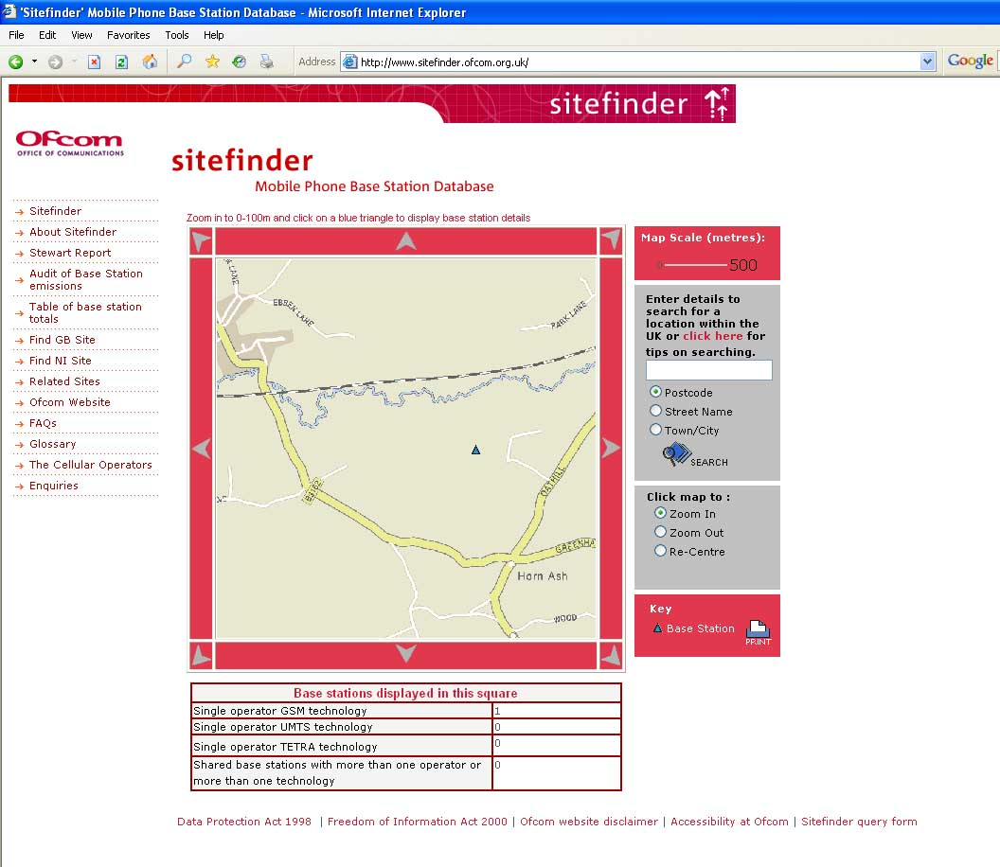 'Sitefinder' Mobile Phone Base Station Database - Microsoft Internet Explorer
File Edit View Favorites Tools Help
Address http://www.sitefinder.ofcom.org.uk/ Google
sitefinder
Ofcom
OFFICE OF COMMUNICATIONS
sitefinder
Mobile Phone Base Station Database
Sitefinder
About Sitefinder
Stewart Report
Audit of Base Station
emissions
Table of base station
totals
Find GB Site
Find NI Site
Related Sites
Ofcom Website
FAQs
Glossary
The Cellular Operators
Enquiries
Zoom in to 0-100m and click on a blue triangle to display base station details
A LANE
EBBEN LANE
PARK LANE
B3162
OATHILL
GREENHA
Horn Ash
WOOD
Map Scale (metres):
0 500
Enter details to
search for a
location within the
UK or click here for
tips on searching.
Postcode
Street Name
Town/City
SEARCH
Click map to :
Zoom In
Zoom Out
Re-Centre
Key
Base Station
PRINT
Base stations displayed in this square
Single operator GSM technology 1
Single operator UMTS technology 0
Single operator TETRA technology 0
Shared base stations with more than one operator or 0
more than one technology
Data Protection Act 1998 | Freedom of Information Act 2000 | Ofcom website disclaimer | Accessibility at Ofcom | Sitefinder query form